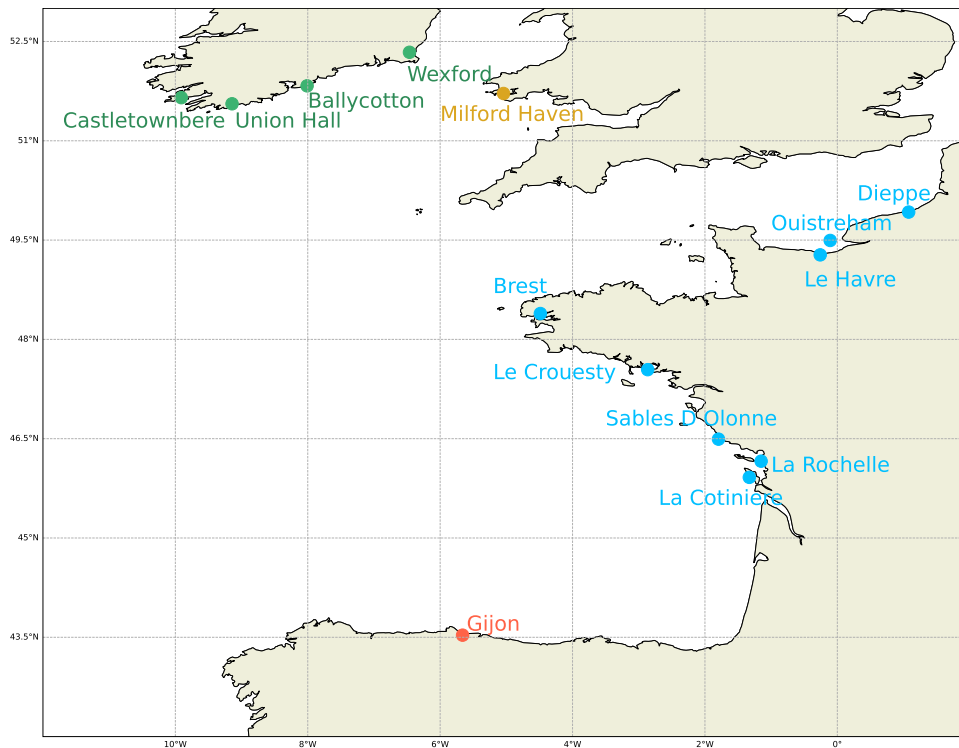 52.5°N
Wexford
Ballycotton
Milford Haven
Castletownbere
Union Hall
51°N
Dieppe
Ouistreham
49.5°N
Le Havre
Brest
48°N
Le Crouesty
Sables D Olonne
46.5°N
La Rochelle
La Cotinière
45°N
Gijon
43.5°N
10°W 8°W 6°W 4°W 2°W 0°